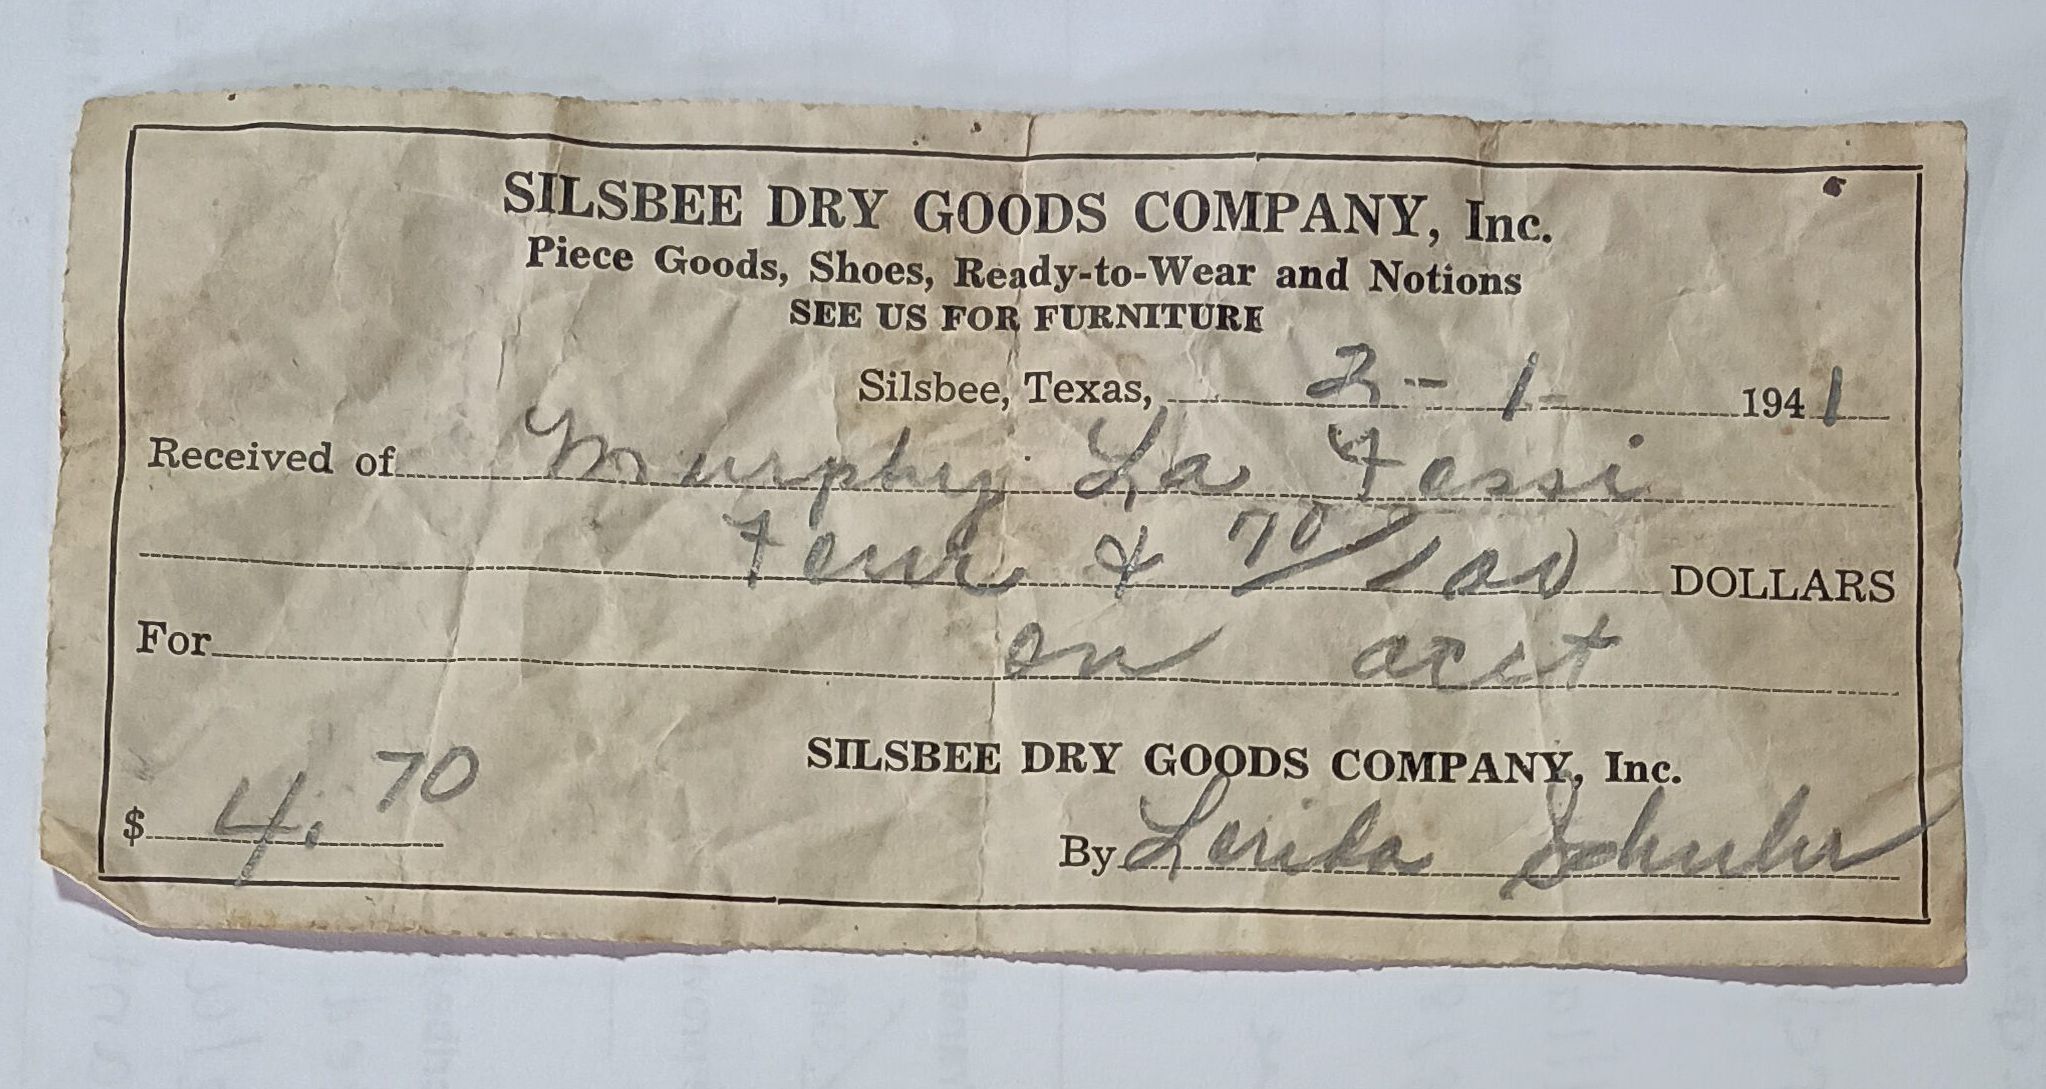 SILSBEE DRY GOODS COMPANY, Inc.
Piece Goods, Shoes, Ready-to-Wear and Notions
SEE US FOR FURNITURE
Silsbee, Texas, 2-1- 1941
Received of Murphy La Fossi
Four & 70/100 DOLLARS
For on acct
SILSBEE DRY GOODS COMPANY, Inc.
$ 4.70 By Schuler